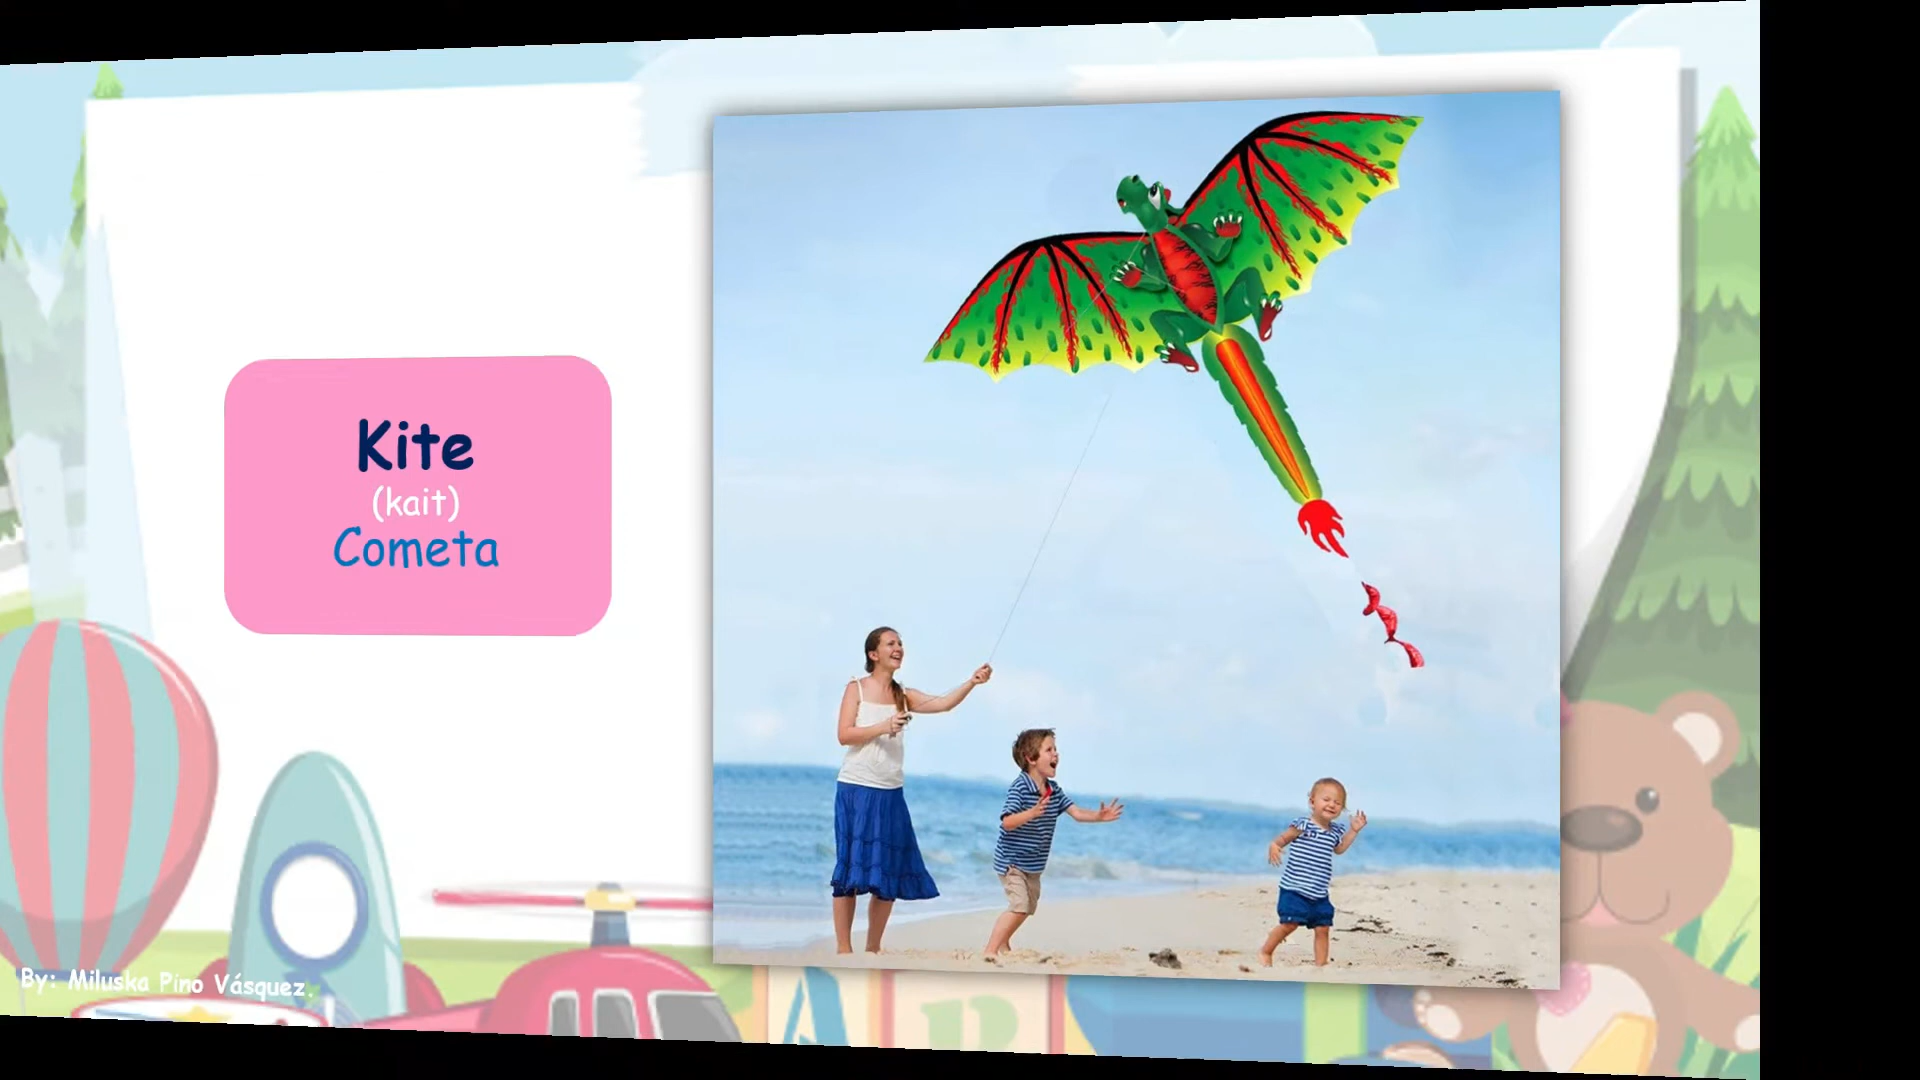 Kite
(kait)
Cometa
By: Miluska Pino Vásquez.